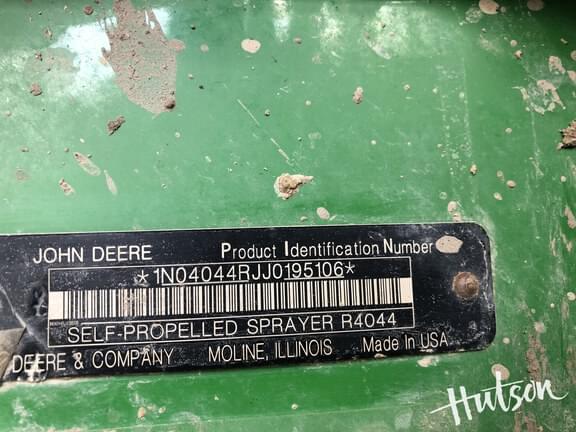 JOHN DEERE Product Identification Number
*1N04044RJJ0195106*
SELF-PROPELLED SPRAYER R4044
DEERE & COMPANY MOLINE, ILLINOIS Made In USA
Hutson